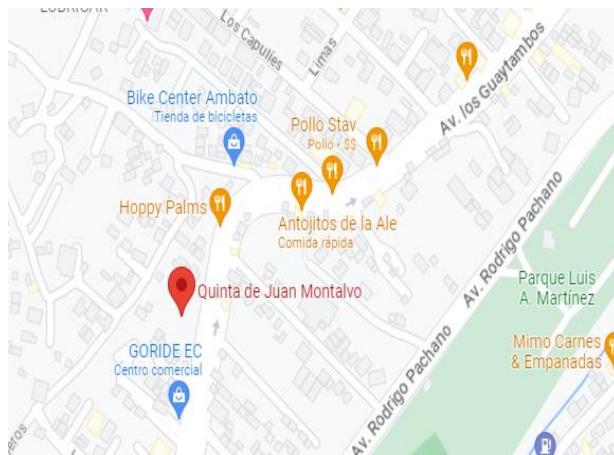 LUBRICAR
Los Capulíes
Limas
Bike Center Ambato
Tienda de bicicletas
Pollo Stav
Pollo • $$
Av. los Guaytambos
Hoppy Palms
Antojitos de la Ale
Comida rápida
Av. Rodrigo Pachano
Quinta de Juan Montalvo
Parque Luis
A. Martínez
GORIDE EC
Centro comercial
Mimo Carnes
& Empanadas
Av. Rodrigo Pachano